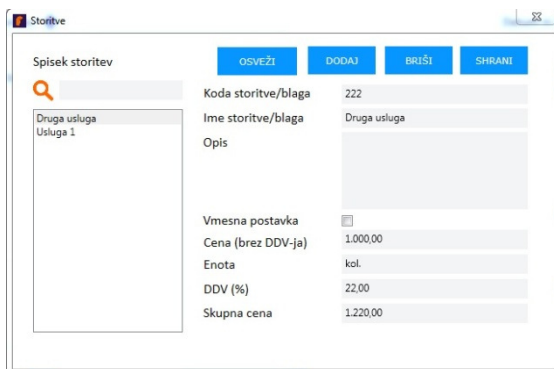 Storitve
Spisek storitev
OSVEŽI DODAJ BRIŠI SHRANI
Druga usluga
Usluga 1
Koda storitve/blaga 222
Ime storitve/blaga Druga usluga
Opis
Vmesna postavka
Cena (brez DDV-ja) 1.000,00
Enota kol.
DDV (%) 22,00
Skupna cena 1.220,00